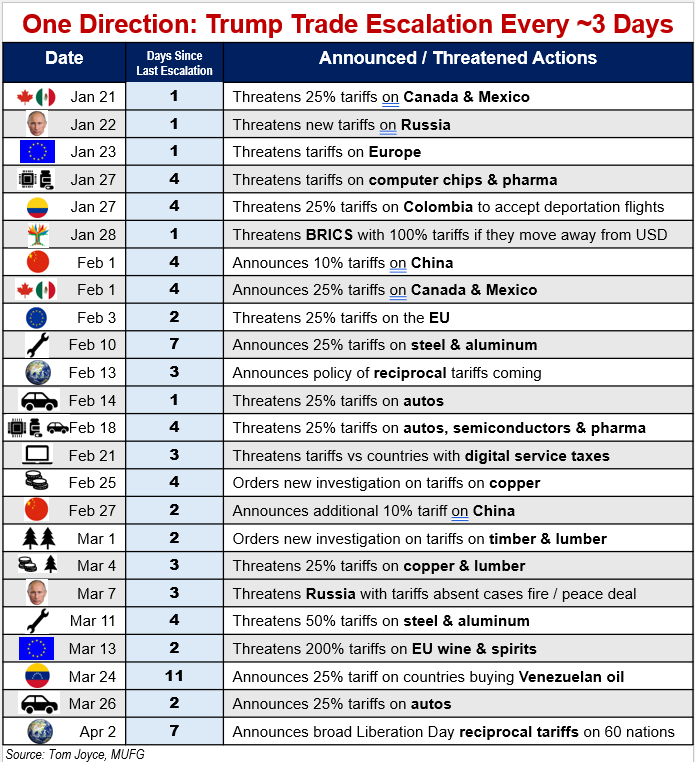 One Direction: Trump Trade Escalation Every ~3 Days
Date Days Since Last Escalation Announced / Threatened Actions
Jan 21 1 Threatens 25% tariffs on Canada & Mexico
Jan 22 1 Threatens new tariffs on Russia
Jan 23 1 Threatens tariffs on Europe
Jan 27 4 Threatens tariffs on computer chips & pharma
Jan 27 4 Threatens 25% tariffs on Colombia to accept deportation flights
Jan 28 1 Threatens BRICS with 100% tariffs if they move away from USD
Feb 1 4 Announces 10% tariffs on China
Feb 1 4 Announces 25% tariffs on Canada & Mexico
Feb 3 2 Threatens 25% tariffs on the EU
Feb 10 7 Announces 25% tariffs on steel & aluminum
Feb 13 3 Announces policy of reciprocal tariffs coming
Feb 14 1 Threatens 25% tariffs on autos
Feb 18 4 Threatens 25% tariffs on autos, semiconductors & pharma
Feb 21 3 Threatens tariffs vs countries with digital service taxes
Feb 25 4 Orders new investigation on tariffs on copper
Feb 27 2 Announces additional 10% tariff on China
Mar 1 2 Orders new investigation on tariffs on timber & lumber
Mar 4 3 Threatens 25% tariffs on copper & lumber
Mar 7 3 Threatens Russia with tariffs absent cases fire / peace deal
Mar 11 4 Threatens 50% tariffs on steel & aluminum
Mar 13 2 Threatens 200% tariffs on EU wine & spirits
Mar 24 11 Announces 25% tariff on countries buying Venezuelan oil
Mar 26 2 Announces 25% tariffs on autos
Apr 2 7 Announces broad Liberation Day reciprocal tariffs on 60 nations
Source: Tom Joyce, MUFG